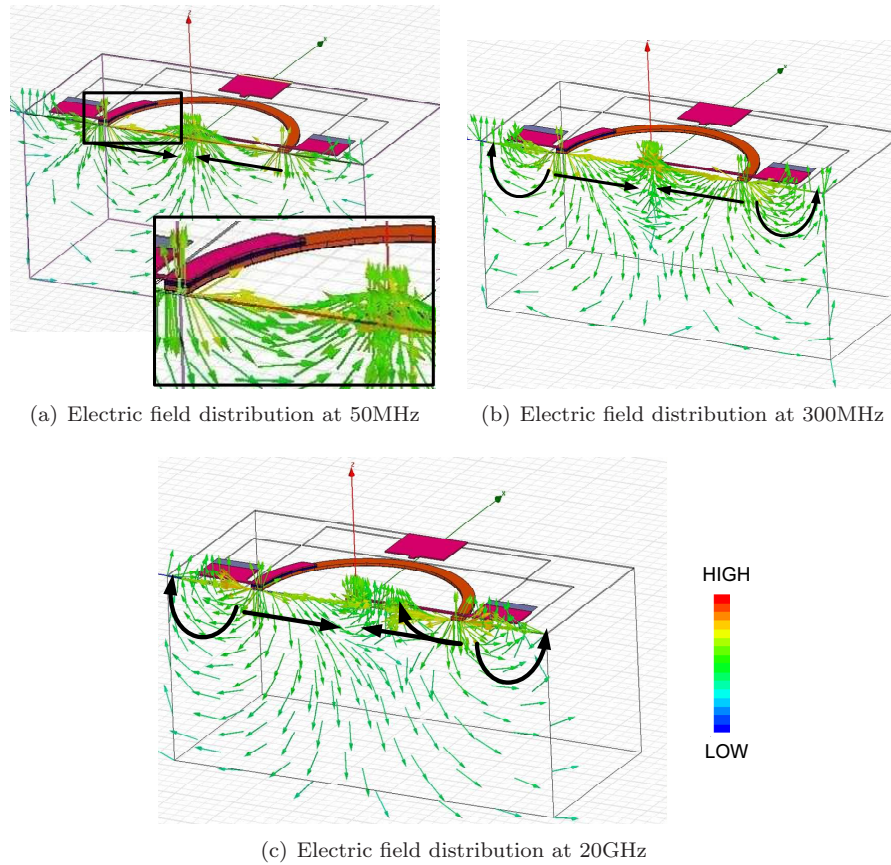 z
x
z
x
(a) Electric field distribution at 50MHz
(b) Electric field distribution at 300MHz
z
x
HIGH
LOW
(c) Electric field distribution at 20GHz